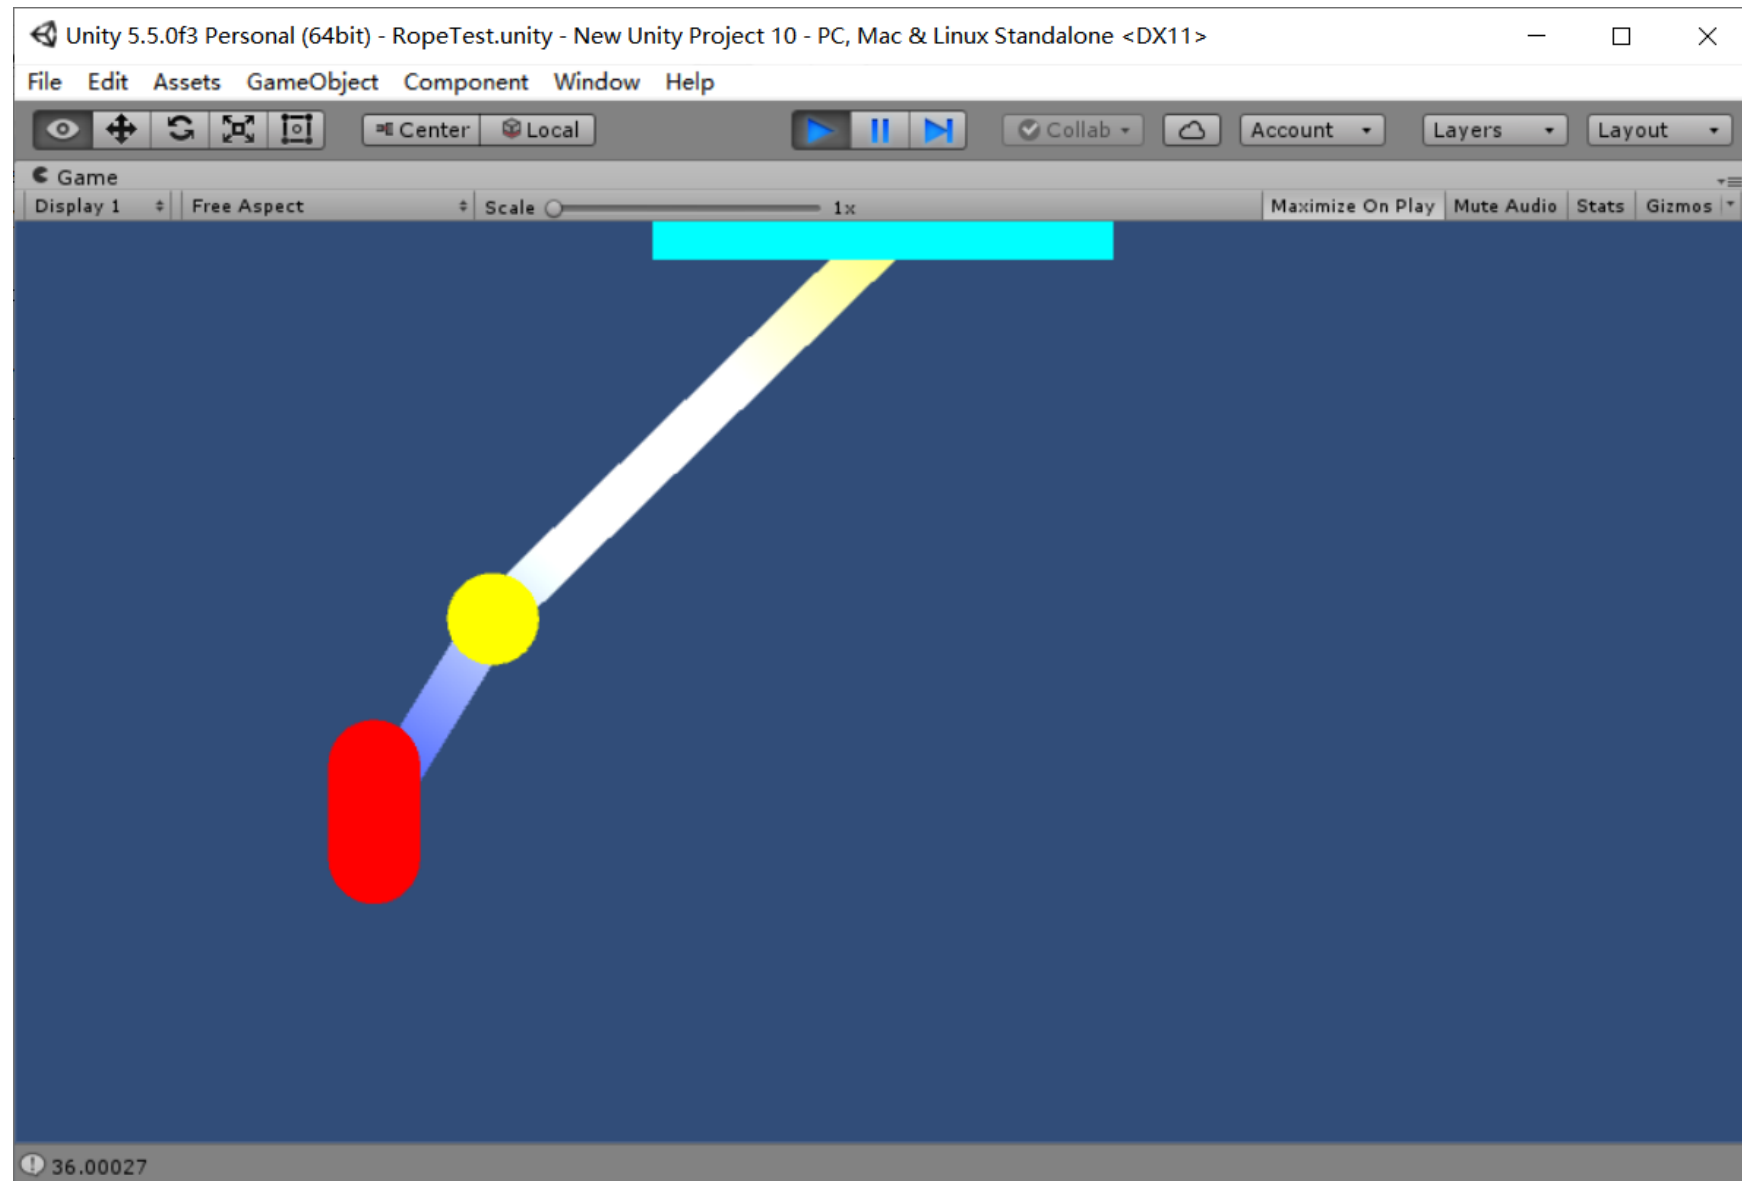 Unity 5.5.0f3 Personal (64bit) - RopeTest.unity - New Unity Project 10 - PC, Mac & Linux Standalone <DX11>
File Edit Assets GameObject Component Window Help
Center Local Collab Account Layers Layout
Game
Display 1 Free Aspect Scale 1x Maximize On Play Mute Audio Stats Gizmos
36.00027